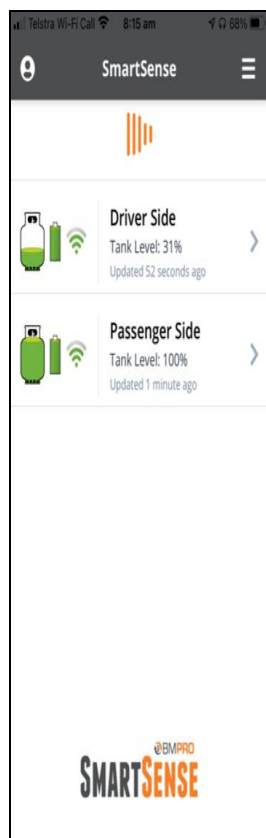 Telstra Wi-Fi Call 8:15 am 68%
SmartSense
Driver Side
Tank Level: 31%
Updated 52 seconds ago
Passenger Side
Tank Level: 100%
Updated 1 minute ago
BMPRO
SMARTSENSE